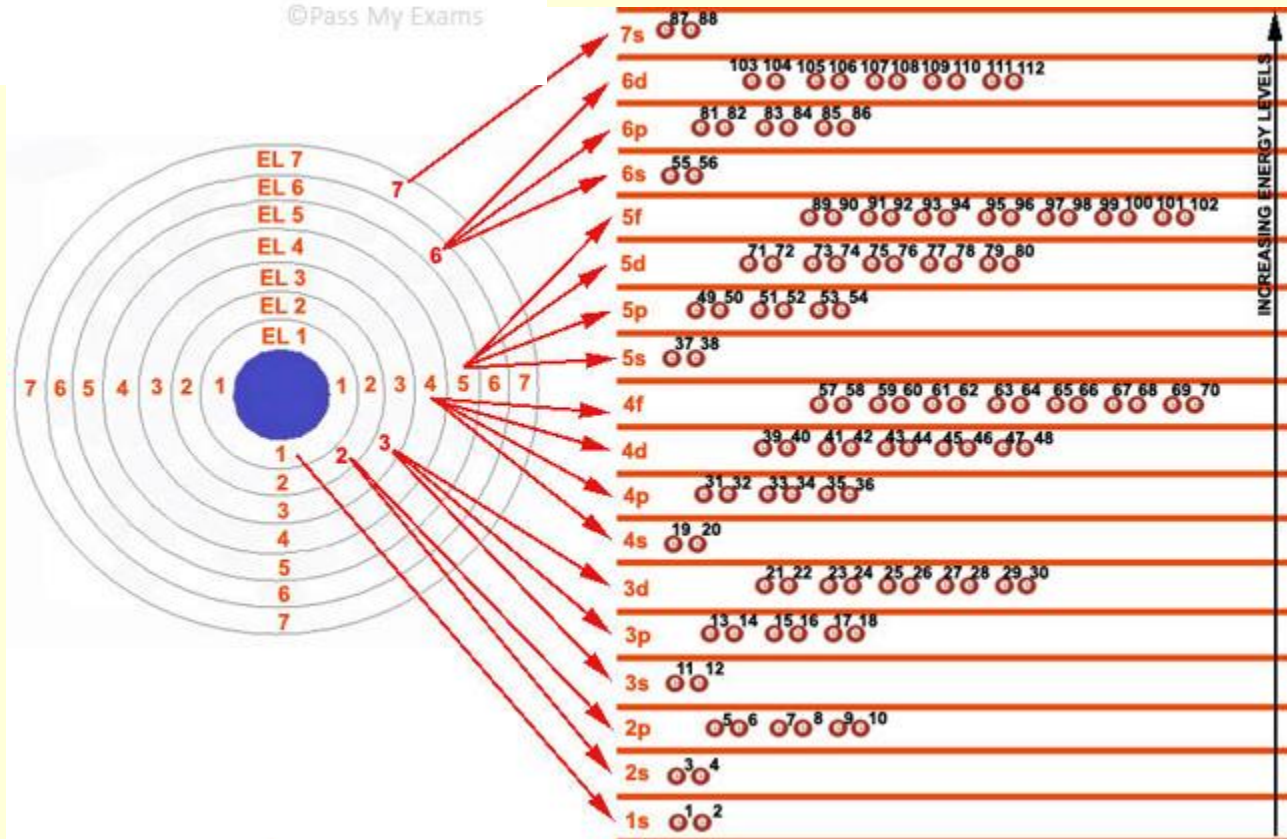 ©Pass My Exams
EL 7
EL 6
EL 5
EL 4
EL 3
EL 2
EL 1
7 6 5 4 3 2 1 1 2 3 4 5 6 7
1
2
3
4
5
6
7
7
6
3
2
7s 87 88
6d 103 104 105 106 107 108 109 110 111 112
6p 81 82 83 84 85 86
6s 55 56
5f 89 90 91 92 93 94 95 96 97 98 99 100 101 102
5d 71 72 73 74 75 76 77 78 79 80
5p 49 50 51 52 53 54
5s 37 38
4f 57 58 59 60 61 62 63 64 65 66 67 68 69 70
4d 39 40 41 42 43 44 45 46 47 48
4p 31 32 33 34 35 36
4s 19 20
3d 21 22 23 24 25 26 27 28 29 30
3p 13 14 15 16 17 18
3s 11 12
2p 5 6 7 8 9 10
2s 3 4
1s 1 2
INCREASING ENERGY LEVELS